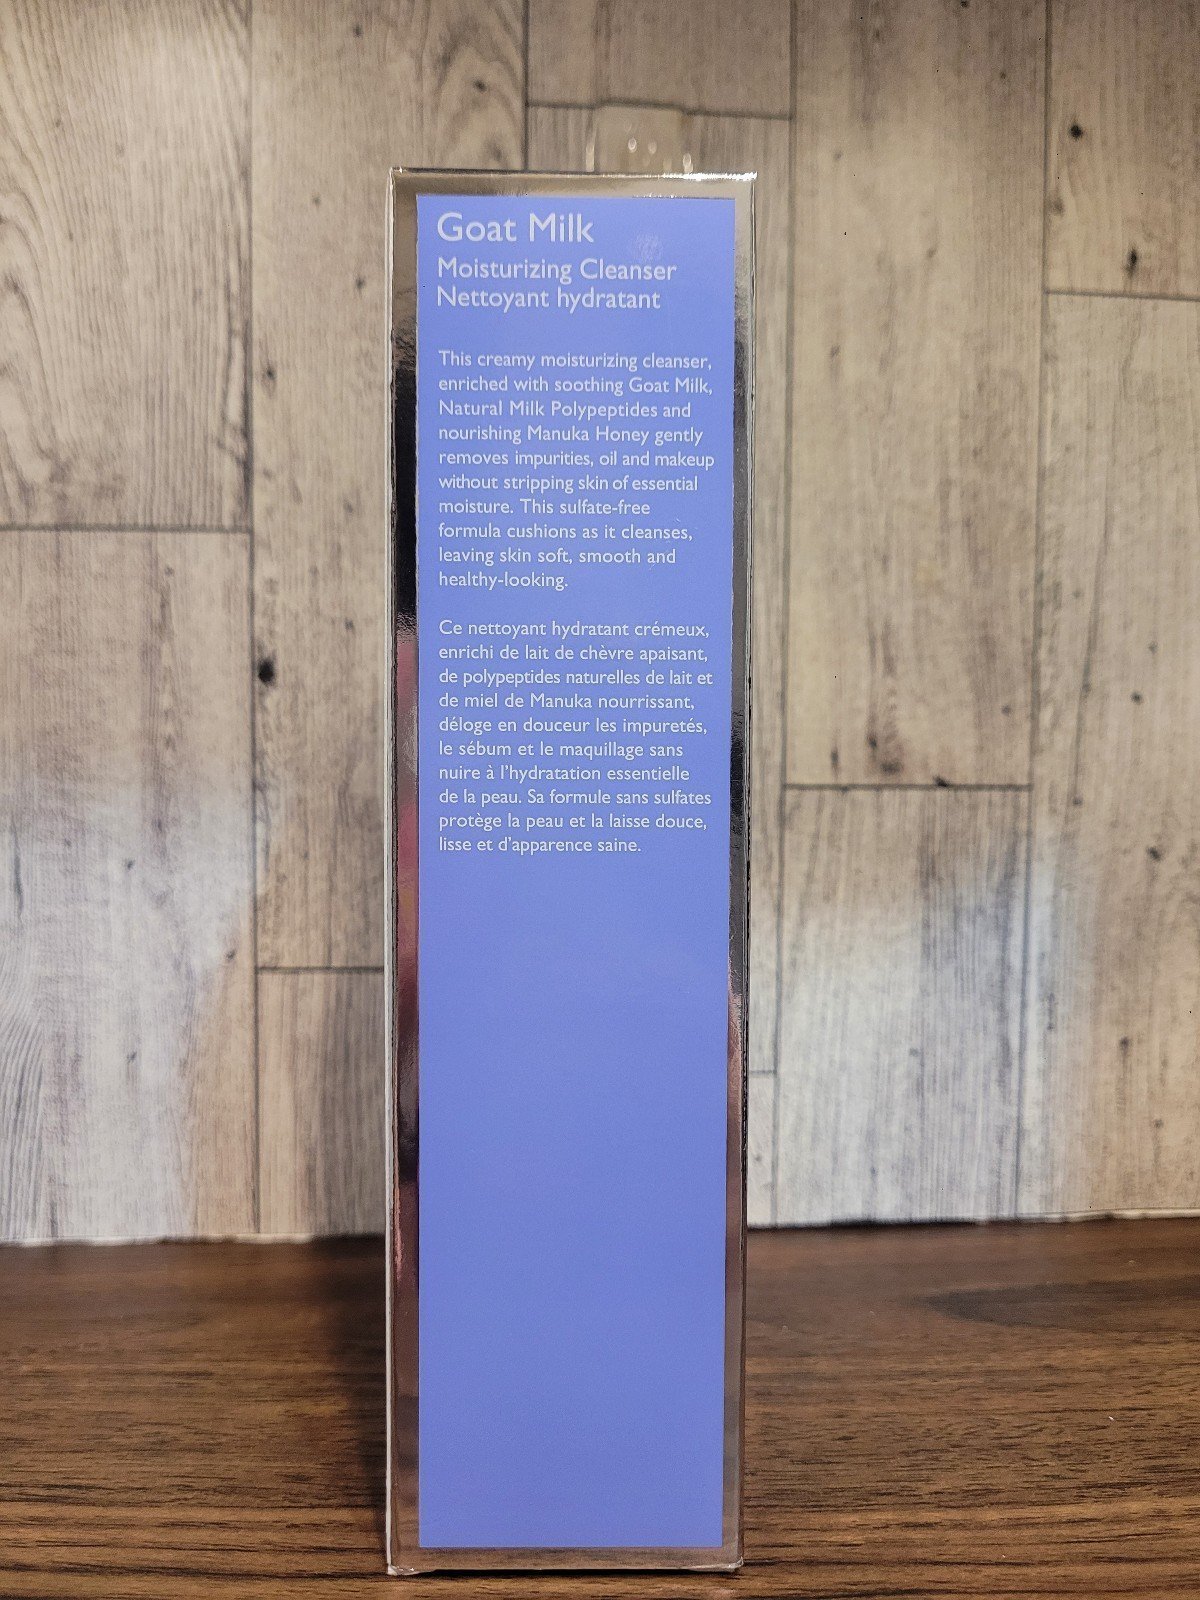 Goat Milk
Moisturizing Cleanser
Nettoyant hydratant
This creamy moisturizing cleanser,
enriched with soothing Goat Milk,
Natural Milk Polypeptides and
nourishing Manuka Honey gently
removes impurities, oil and makeup
without stripping skin of essential
moisture. This sulfate-free
formula cushions as it cleanses,
leaving skin soft, smooth and
healthy-looking.
Ce nettoyant hydratant crémeux,
enrichi de lait de chèvre apaisant,
de polypeptides naturelles de lait et
de miel de Manuka nourrissant,
déloge en douceur les impuretés,
le sébum et le maquillage sans
nuire à l'hydratation essentielle
de la peau. Sa formule sans sulfates
protège la peau et la laisse douce,
lisse et d'apparence saine.